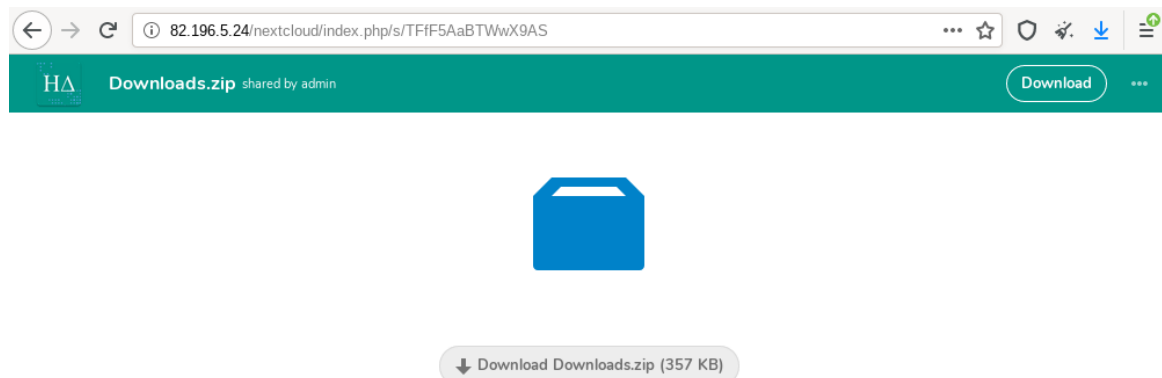 82.196.5.24/nextcloud/index.php/s/TFfF5AaBTWwX9AS
HΔ Downloads.zip shared by admin Download
Download Downloads.zip (357 KB)